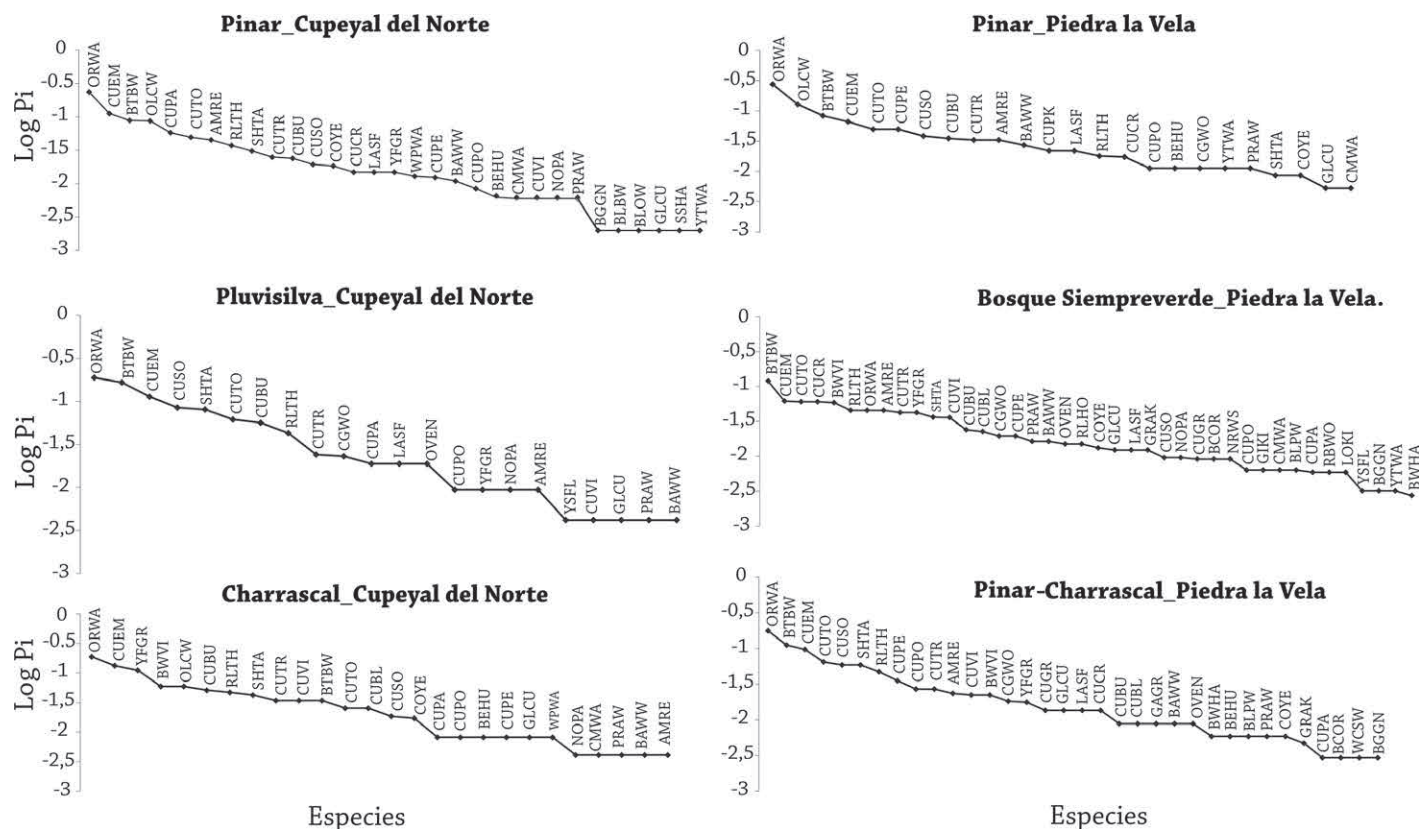 Pinar_Cupeyal del Norte
Log Pi
0
-0,5
-1
-1,5
-2
-2,5
-3
ORWA CUEM BTBW OLCW CUPA CUTO AMRE RLTH SHTA CUTR CUBU CUSO COYE CUCR LASF YFGR WPWA CUPE BAWW CUPO BEHU CMWA CUVI NOPA PRAW BGGN BLBW BLOW GLCU SSHA YTWA
Pinar_Piedra la Vela
0
-0,5
-1
-1,5
-2
-2,5
-3
ORWA OLCW BTBW CUEM CUTO CUPE CUSO CUBU CUTR AMRE BAWW CUPK LASF RLTH CUCR CUPO BEHU CGWO YTWA PRAW SHTA COYE GLCU CMWA
Pluvisilva_Cupeyal del Norte
Log Pi
0
-0,5
-1
-1,5
-2
-2,5
-3
ORWA BTBW CUEM CUSO SHTA CUTO CUBU RLTH CUTR CGWO CUPA LASF OVEN CUPO YFGR NOPA AMRE YSFL CUVI GLCU PRAW BAWW
Bosque Siempreverde_Piedra la Vela.
0
-0,5
-1
-1,5
-2
-2,5
-3
BTBW CUEM CUTO CUCR BWVI RLTH ORWA AMRE CUTR YFGR SHTA CUVI CUBU CUBL CGWO CUPE PRAW BAWW OVEN RLHO COYE GLCU LASF GRAK CUSO NOPA CUGR BCOR NRWS CUPO GIKI CMWA BLPW CUPA RBWO LOKI YSFL BGGN YTWA BWHA
Charrascal_Cupeyal del Norte
Log Pi
0
-0,5
-1
-1,5
-2
-2,5
-3
ORWA CUEM YFGR BWVI OLCW CUBU RLTH SHTA CUTR CUVI BTBW CUTO CUBL CUSO COYE CUPA CUPO BEHU CUPE GLCU WPWA NOPA CMWA PRAW BAWW AMRE
Especies
Pinar-Charrascal_Piedra la Vela
0
-0,5
-1
-1,5
-2
-2,5
-3
ORWA BTBW CUEM CUTO CUSO SHTA RLTH CUPE CUPO CUTR AMRE CUVI BWVI CGWO YFGR CUGR GLCU LASF CUCR CUBU CUBL GAGR BAWW OVEN BWHA BEHU BLPW PRAW COYE GRAK CUPA BCOR WCSW BGGN
Especies